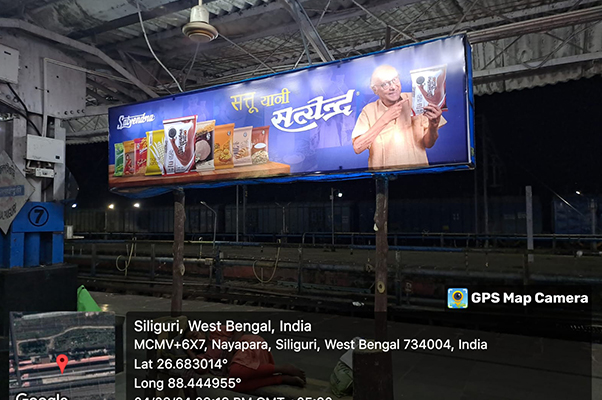 Satyendra
सत्तू यानी
सत्येन्द्र
7
GPS Map Camera
Siliguri, West Bengal, India
MCMV+6X7, Nayapara, Siliguri, West Bengal 734004, India
Lat 26.683014°
Long 88.444955°
Google